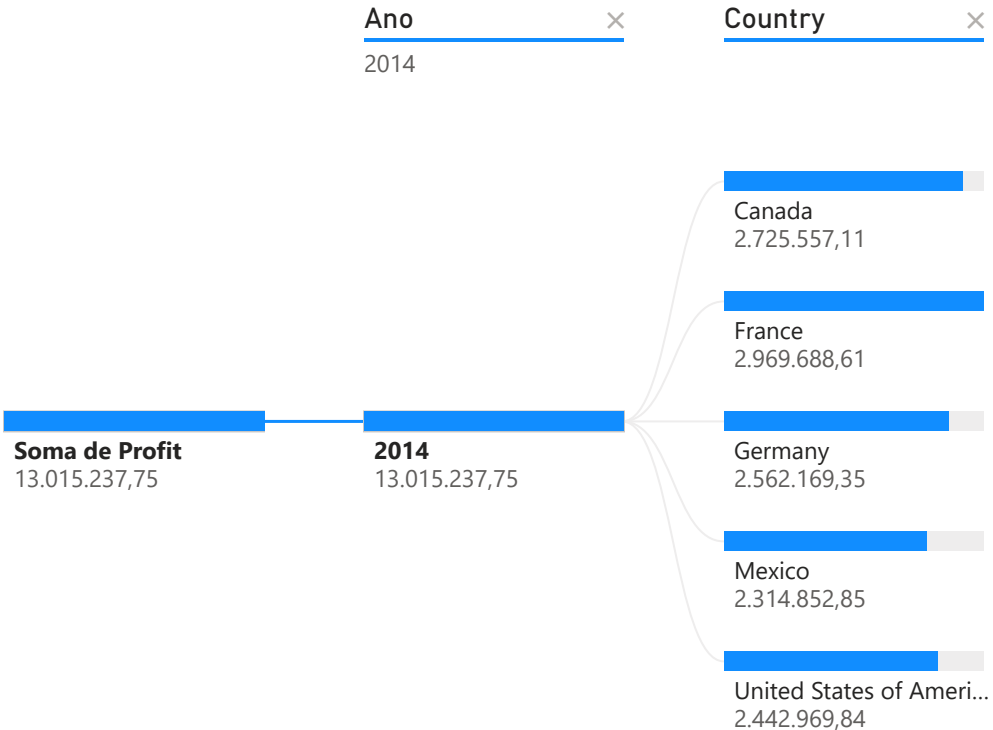 Ano
Country
2014
Canada
2.725.557,11
France
2.969.688,61
Soma de Profit
13.015.237,75
2014
13.015.237,75
Germany
2.562.169,35
Mexico
2.314.852,85
United States of Ameri...
2.442.969,84